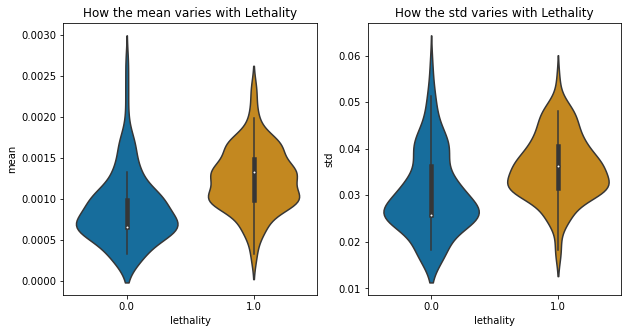 How the mean varies with Lethality
0.0030
0.0025
0.0020
0.0015
0.0010
0.0005
0.0000
mean
0.0
1.0
lethality
How the std varies with Lethality
0.06
0.05
0.04
0.03
0.02
0.01
std
0.0
1.0
lethality